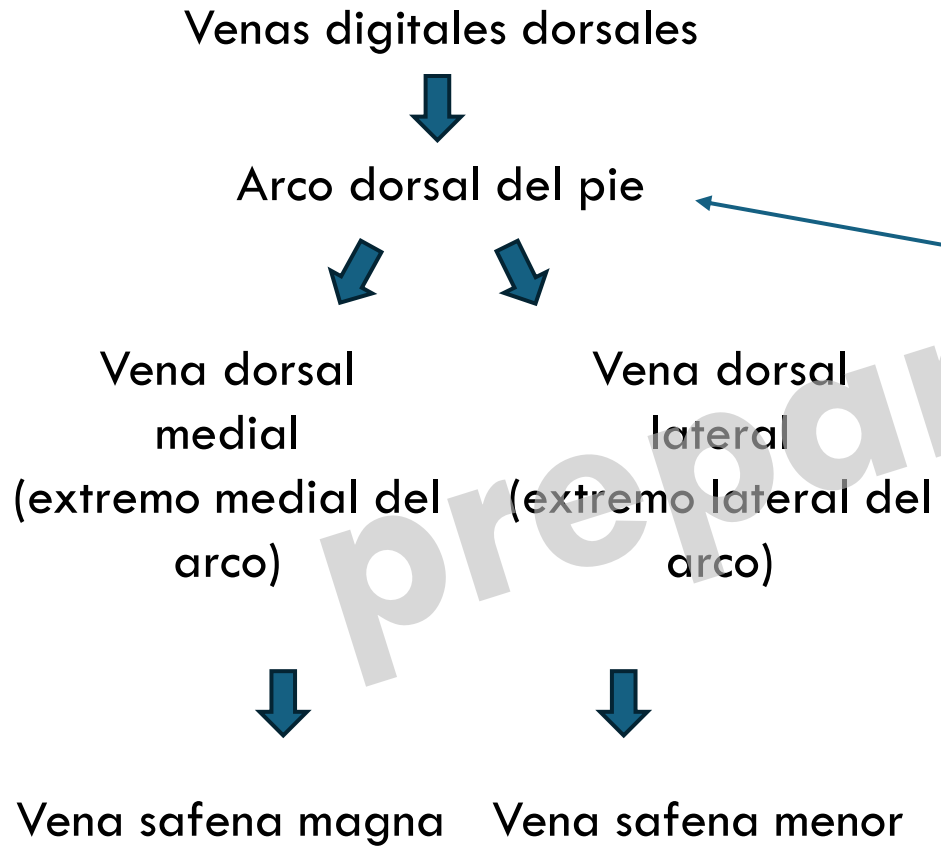 Venas digitales dorsales
Arco dorsal del pie
Vena dorsal
medial
(extremo medial del
arco)
Vena dorsal
lateral
(extremo lateral del
arco)
Vena safena magna
Vena safena menor